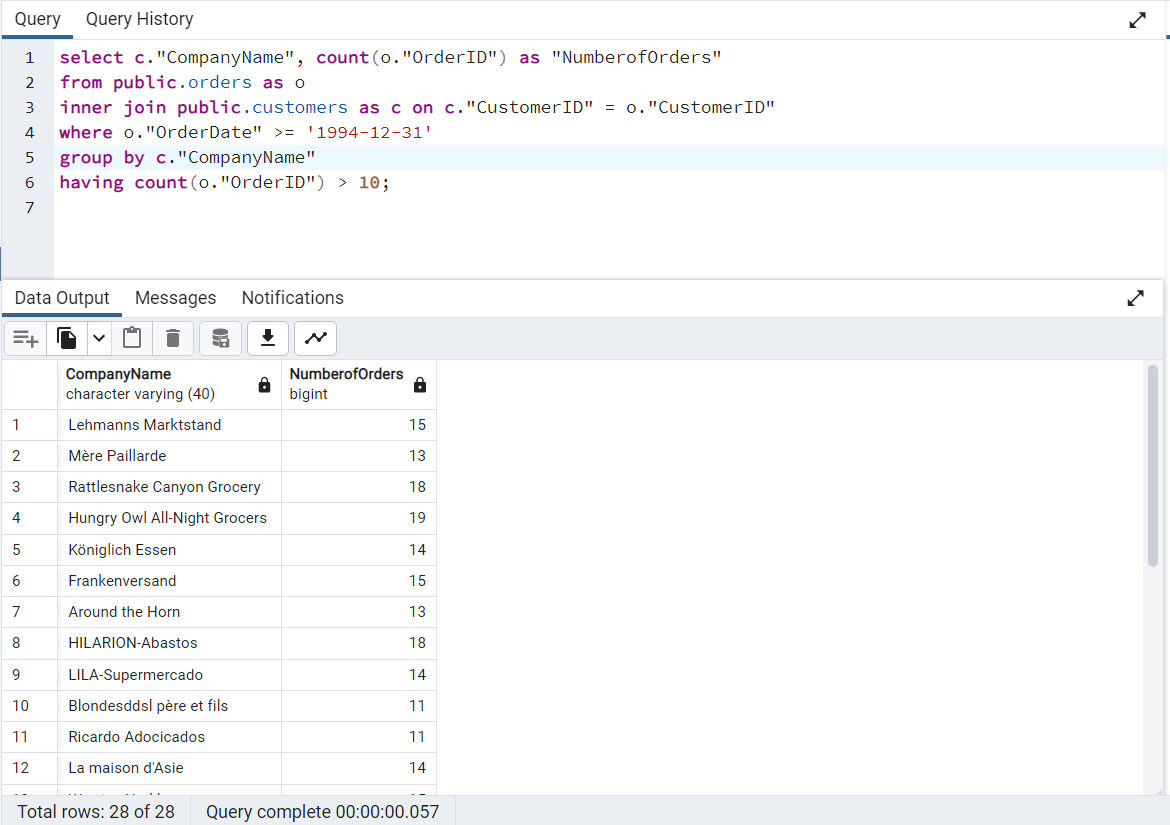 Query Query History
1 select c."CompanyName", count(o."OrderID") as "NumberofOrders"
2 from public.orders as o
3 inner join public.customers as c on c."CustomerID" = o."CustomerID"
4 where o."OrderDate" >= '1994-12-31'
5 group by c."CompanyName"
6 having count(o."OrderID") > 10;
7
Data Output Messages Notifications
CompanyName NumberofOrders
character varying (40) bigint
1 Lehmanns Marktstand 15
2 Mère Paillarde 13
3 Rattlesnake Canyon Grocery 18
4 Hungry Owl All-Night Grocers 19
5 Königlich Essen 14
6 Frankenversand 15
7 Around the Horn 13
8 HILARION-Abastos 18
9 LILA-Supermercado 14
10 Blondesddsl père et fils 11
11 Ricardo Adocicados 11
12 La maison d'Asie 14
Total rows: 28 of 28 Query complete 00:00:00.057